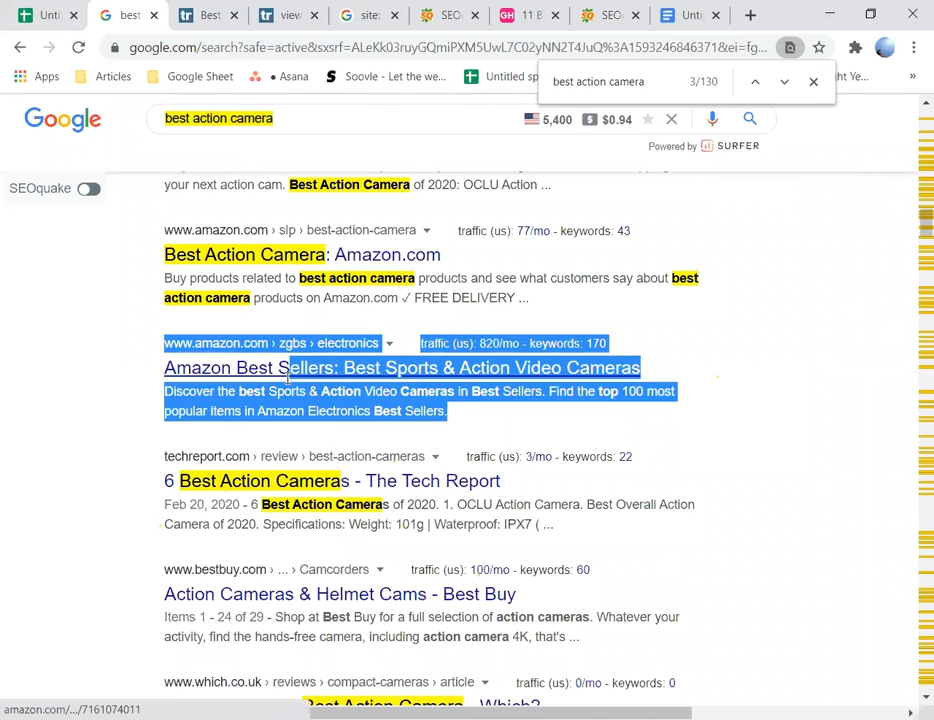 Unti
best
Best
view
site:
SEO
11 B
SEO:
Unti
google.com/search?safe=active&sxsrf=ALeKk03ruyGQmiPXM5UwL7C02yNN2T4JuQ%3A1593246846371&ei=fg...
Apps
Articles
Google Sheet
Asana
Soovle - Let the we...
Untitled sp
ght Ye...
»
best action camera 3/130
Google
best action camera
5,400 $0.94
Powered by SURFER
SEOquake
your next action cam. Best Action Camera of 2020: OCLU Action ...
www.amazon.com › slp › best-action-camera traffic (us): 77/mo - keywords: 43
Best Action Camera: Amazon.com
Buy products related to best action camera products and see what customers say about best
action camera products on Amazon.com ✓ FREE DELIVERY ...
www.amazon.com › zgbs › electronics traffic (us): 820/mo - keywords: 170
Amazon Best Sellers: Best Sports & Action Video Cameras
Discover the best Sports & Action Video Cameras in Best Sellers. Find the top 100 most
popular items in Amazon Electronics Best Sellers.
techreport.com › review › best-action-cameras traffic (us): 3/mo - keywords: 22
6 Best Action Cameras - The Tech Report
Feb 20, 2020 - 6 Best Action Cameras of 2020. 1. OCLU Action Camera. Best Overall Action
Camera of 2020. Specifications: Weight: 101g | Waterproof: IPX7 ( ...
www.bestbuy.com › ... › Camcorders traffic (us): 100/mo - keywords: 60
Action Cameras & Helmet Cams - Best Buy
Items 1 - 24 of 29 - Shop at Best Buy for a full selection of action cameras. Whatever your
activity, find the hands-free camera, including action camera 4K, that's ...
www.which.co.uk › reviews › compact-cameras › article traffic (us): 0/mo - keywords: 0
Best Action Camera - Which?
amazon.com/.../7161074011